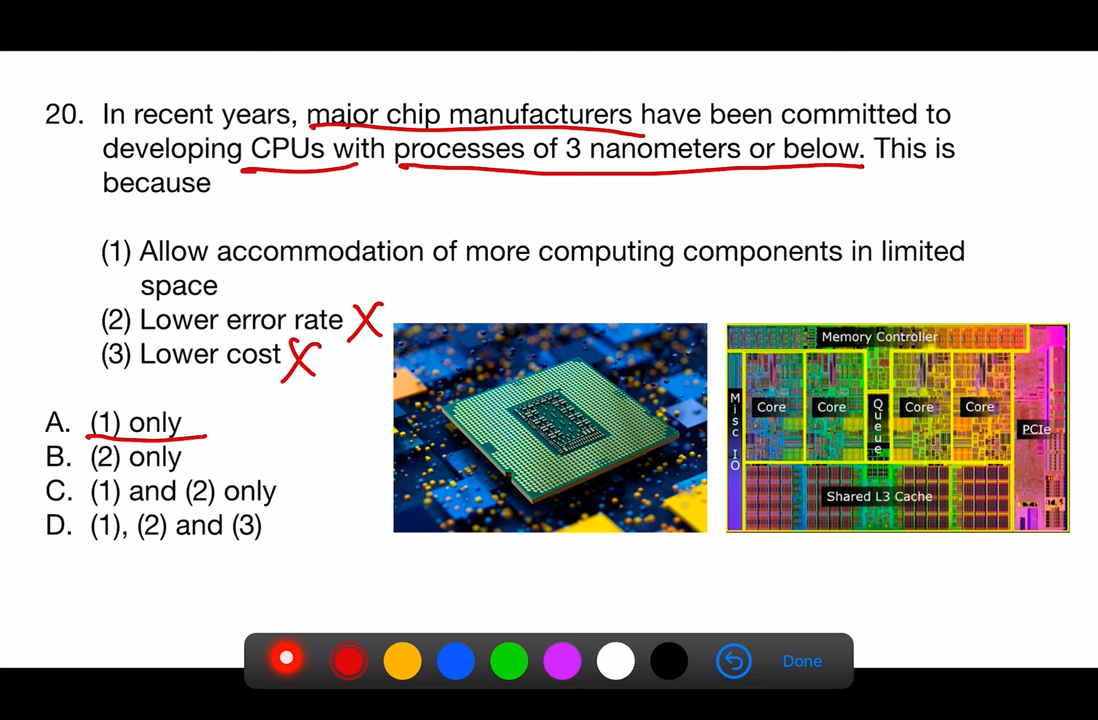 20. In recent years, major chip manufacturers have been committed to
developing CPUs with processes of 3 nanometers or below. This is
because
(1) Allow accommodation of more computing components in limited
space
(2) Lower error rate X
(3) Lower cost X
A. (1) only
B. (2) only
C. (1) and (2) only
D. (1), (2) and (3)
Memory Controller
Misc IO
Core
Core
Queue
Core
Core
PCIe
Shared L3 Cache
Done